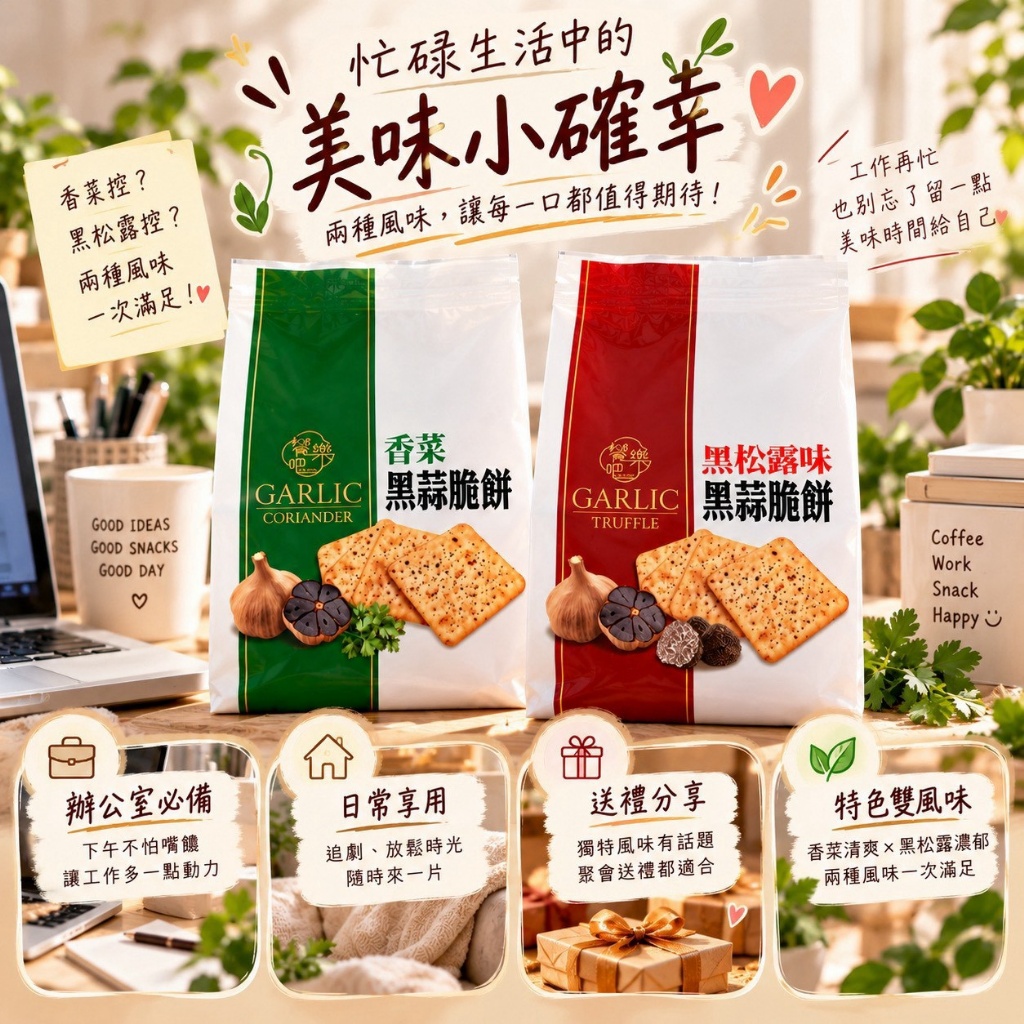 忙碌生活中的
美味小確幸
兩種風味，讓每一口都值得期待！
香菜控？
黑松露控？
兩種風味
一次滿足！
工作再忙
也別忘了留一點
美味時間給自己
GOOD IDEAS
GOOD SNACKS
GOOD DAY
饗樂吧
GARLIC
CORIANDER
香菜
黑蒜脆餅
饗樂吧
GARLIC
TRUFFLE
黑松露味
黑蒜脆餅
Coffee
Work
Snack
Happy
辦公室必備
下午不怕嘴饞
讓工作多一點動力
日常享用
追劇、放鬆時光
隨時來一片
送禮分享
獨特風味有話題
聚會送禮都適合
特色雙風味
香菜清爽×黑松露濃郁
兩種風味一次滿足